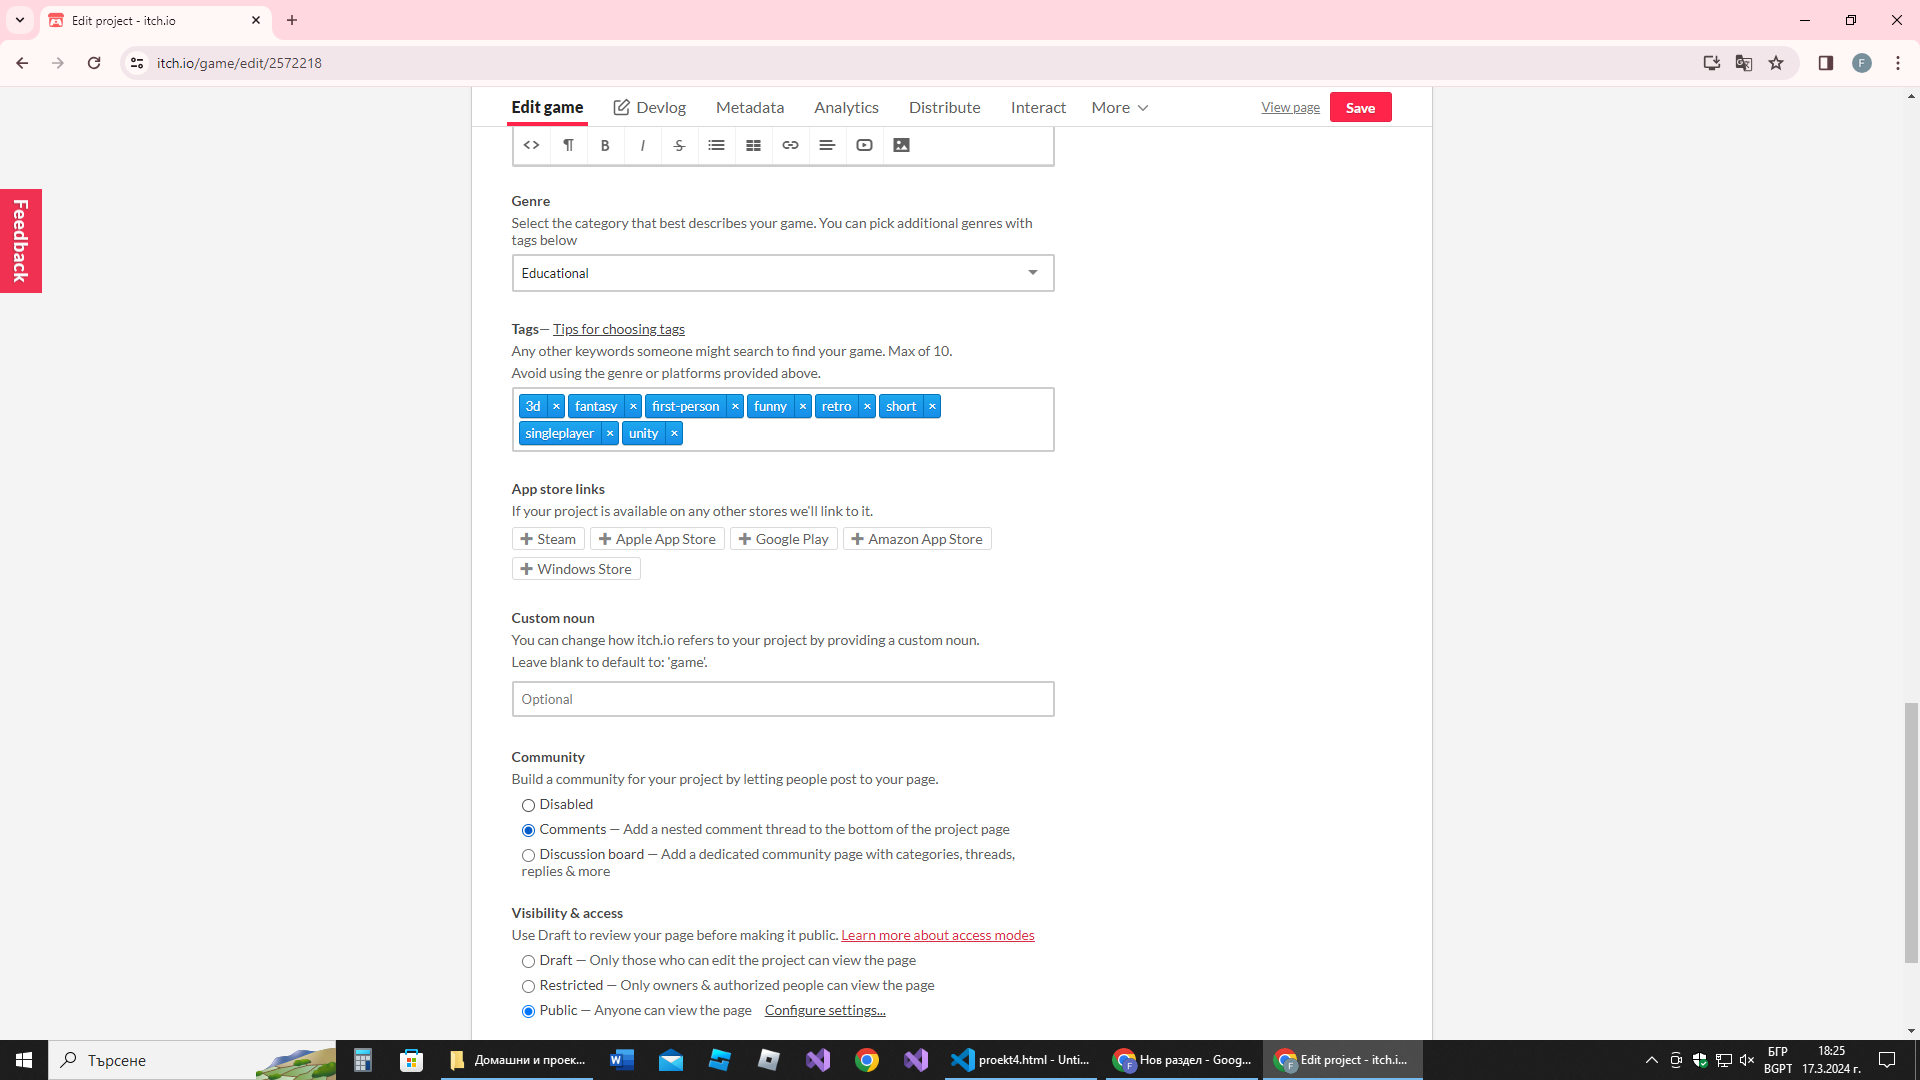 Edit project - itch.io
itch.io/game/edit/2572218
F
Edit game Devlog Metadata Analytics Distribute Interact More View page Save
B I S
Feedback
Genre
Select the category that best describes your game. You can pick additional genres with
tags below
Educational
Tags— Tips for choosing tags
Any other keywords someone might search to find your game. Max of 10.
Avoid using the genre or platforms provided above.
3d × fantasy × first-person × funny × retro × short ×
singleplayer × unity ×
App store links
If your project is available on any other stores we'll link to it.
Steam Apple App Store Google Play Amazon App Store
Windows Store
Custom noun
You can change how itch.io refers to your project by providing a custom noun.
Leave blank to default to: 'game'.
Optional
Community
Build a community for your project by letting people post to your page.
Disabled
Comments — Add a nested comment thread to the bottom of the project page
Discussion board — Add a dedicated community page with categories, threads,
replies & more
Visibility & access
Use Draft to review your page before making it public. Learn more about access modes
Draft — Only those who can edit the project can view the page
Restricted — Only owners & authorized people can view the page
Public — Anyone can view the page Configure settings...
Търсене
Домашни и проек...
proekt4.html - Unti...
Нов раздел - Goog...
Edit project - itch.i...
БГР
BGPT
18:25
17.3.2024 г.